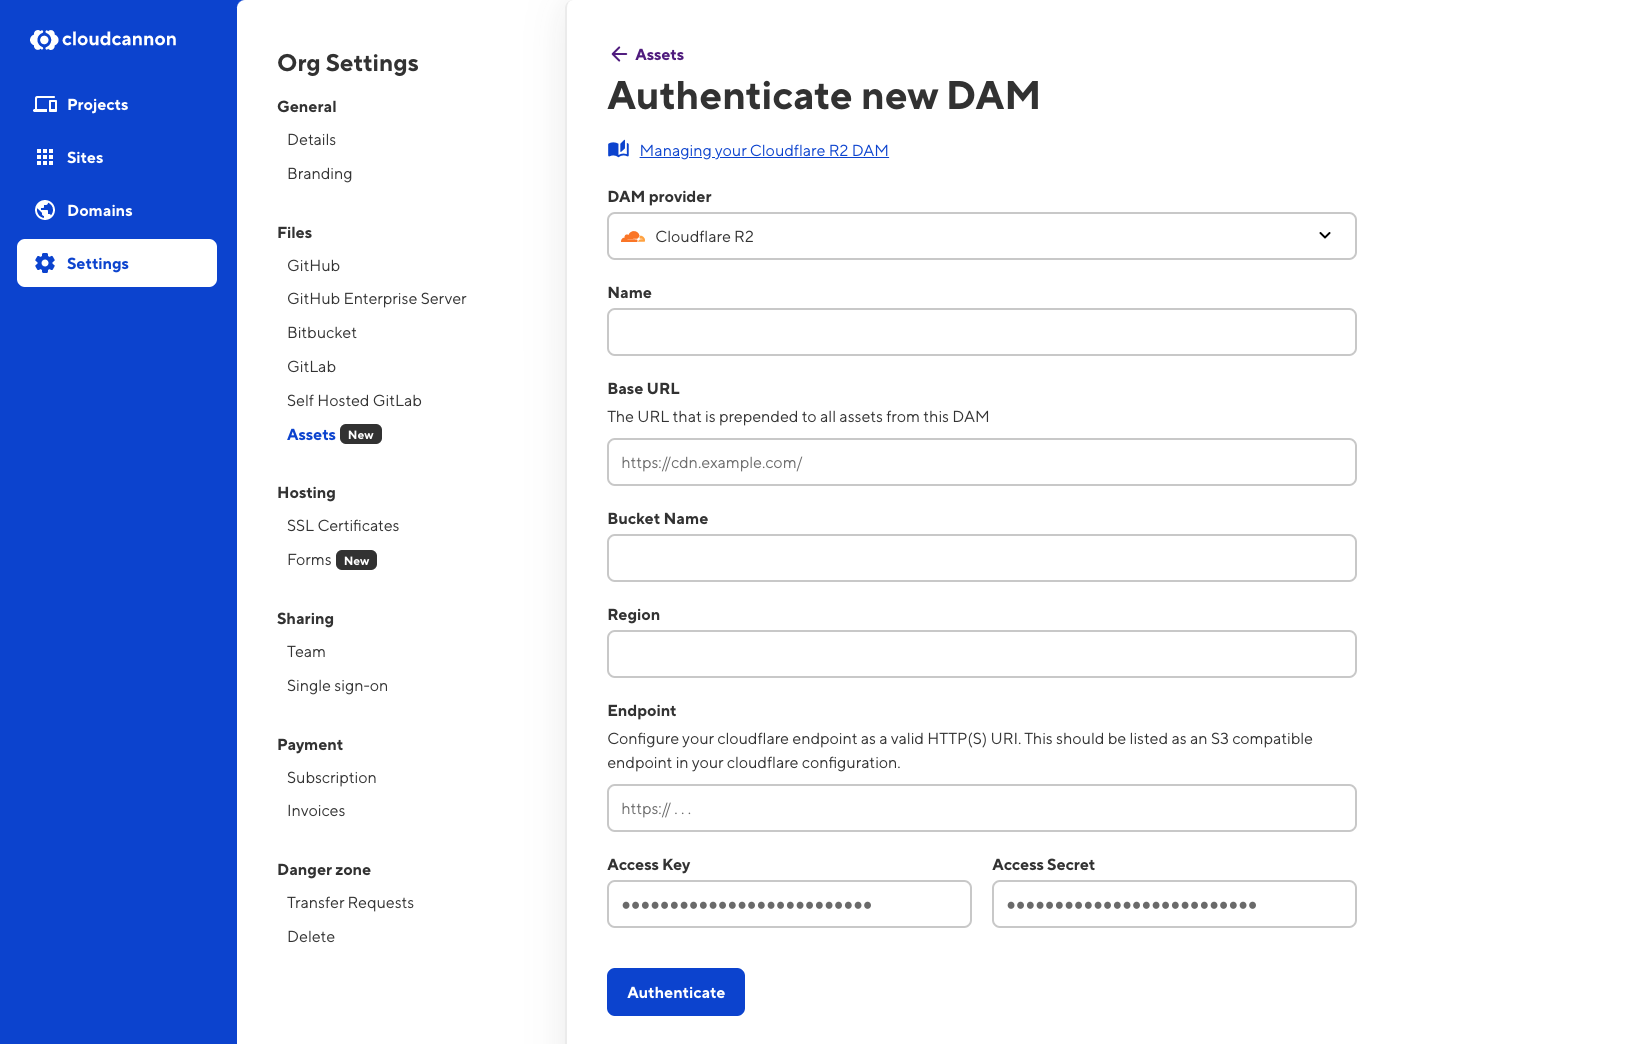 cloudcannon
Projects
Sites
Domains
Settings
Org Settings
General
Details
Branding
Files
GitHub
GitHub Enterprise Server
Bitbucket
GitLab
Self Hosted GitLab
Assets New
Hosting
SSL Certificates
Forms New
Sharing
Team
Single sign-on
Payment
Subscription
Invoices
Danger zone
Transfer Requests
Delete
Assets
Authenticate new DAM
Managing your Cloudflare R2 DAM
DAM provider
Cloudflare R2
Name
Base URL
The URL that is prepended to all assets from this DAM
https://cdn.example.com/
Bucket Name
Region
Endpoint
Configure your cloudflare endpoint as a valid HTTP(S) URI. This should be listed as an S3 compatible
endpoint in your cloudflare configuration.
https:// . . .
Access Key Access Secret
•••••••••••••••••••••••••• ••••••••••••••••••••••••••
Authenticate